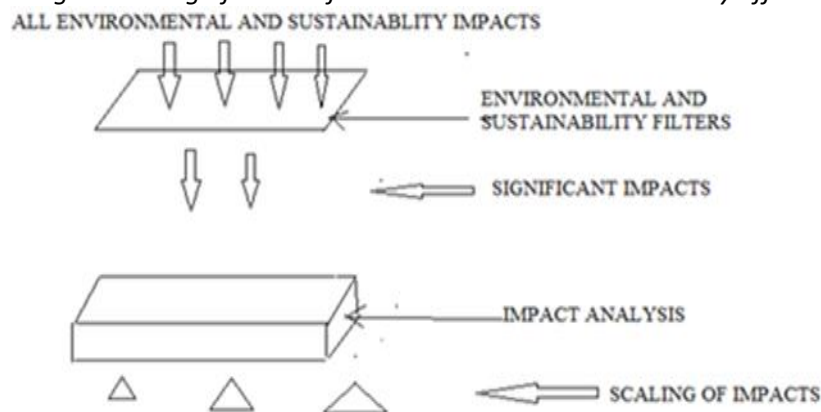 ALL ENVIRONMENTAL AND SUSTAINABLITY IMPACTS
ENVIRONMENTAL AND
SUSTAINABILITY FILTERS
SIGNIFICANT IMPACTS
IMPACT ANALYSIS
SCALING OF IMPACTS